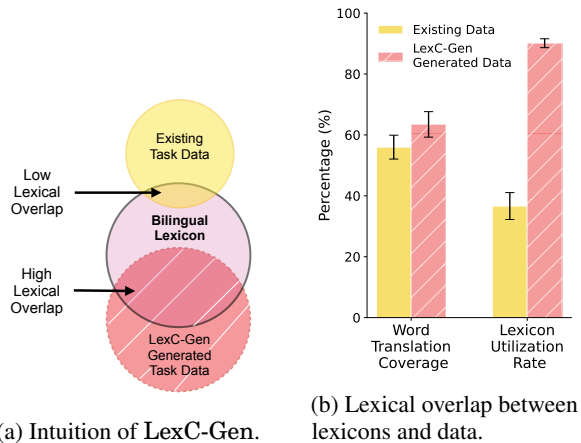 Existing
Task Data
Low
Lexical
Overlap
Bilingual
Lexicon
High
Lexical
Overlap
LexC-Gen
Generated
Task Data
(a) Intuition of LexC-Gen.
Percentage (%)
100
80
60
40
20
0
Existing Data
LexC-Gen
Generated Data
Word
Translation
Coverage
Lexicon
Utilization
Rate
(b) Lexical overlap between
lexicons and data.